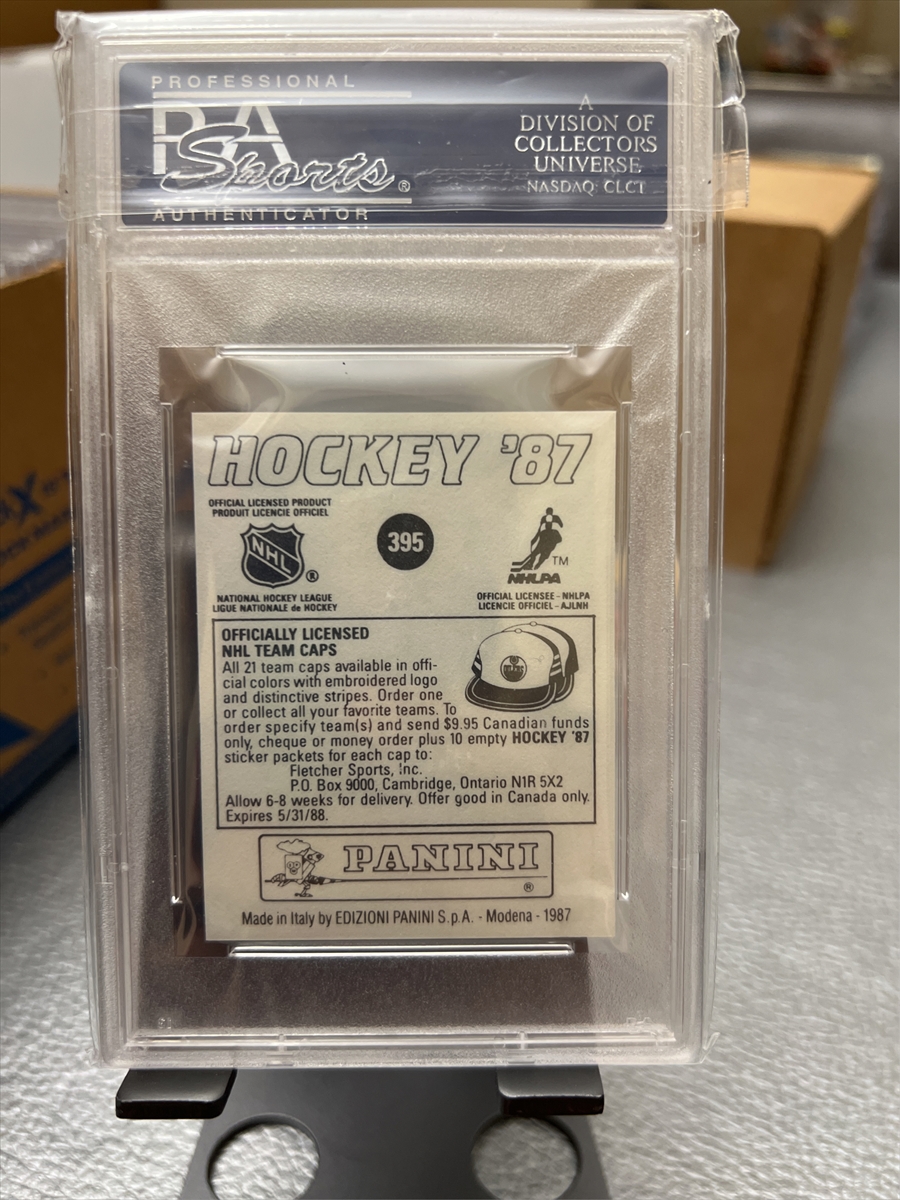 PROFESSIONAL
PSA
Sports®
AUTHENTICATOR
A
DIVISION OF
COLLECTORS
UNIVERSE
NASDAQ: CLCT
HOCKEY '87
OFFICIAL LICENSED PRODUCT
PRODUIT LICENCIE OFFICIEL
NHL
®
NATIONAL HOCKEY LEAGUE
LIGUE NATIONALE de HOCKEY
395
TM
NHLPA
OFFICIAL LICENSEE - NHLPA
LICENCIE OFFICIEL - AJLNH
OFFICIALLY LICENSED
NHL TEAM CAPS
OILERS
All 21 team caps available in offi-
cial colors with embroidered logo
and distinctive stripes. Order one
or collect all your favorite teams. To
order specify team(s) and send $9.95 Canadian funds
only, cheque or money order plus 10 empty HOCKEY '87
sticker packets for each cap to:
Fletcher Sports, Inc.
P.O. Box 9000, Cambridge, Ontario N1R 5X2
Allow 6-8 weeks for delivery. Offer good in Canada only.
Expires 5/31/88.
PANINI
®
Made in Italy by EDIZIONI PANINI S.p.A. - Modena - 1987